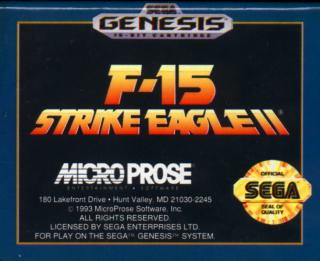 SEGA
GENESIS
16-BIT CARTRIDGE
F-15
STRIKE EAGLE II®
MICROPROSE
ENTERTAINMENT • SOFTWARE
180 Lakefront Drive • Hunt Valley, MD 21030-2245
© 1993 MicroProse Software, Inc.
ALL RIGHTS RESERVED.
LICENSED BY SEGA ENTERPRISES LTD.
FOR PLAY ON THE SEGA™ GENESIS™ SYSTEM.
OFFICIAL
SEGA
SEAL OF
QUALITY